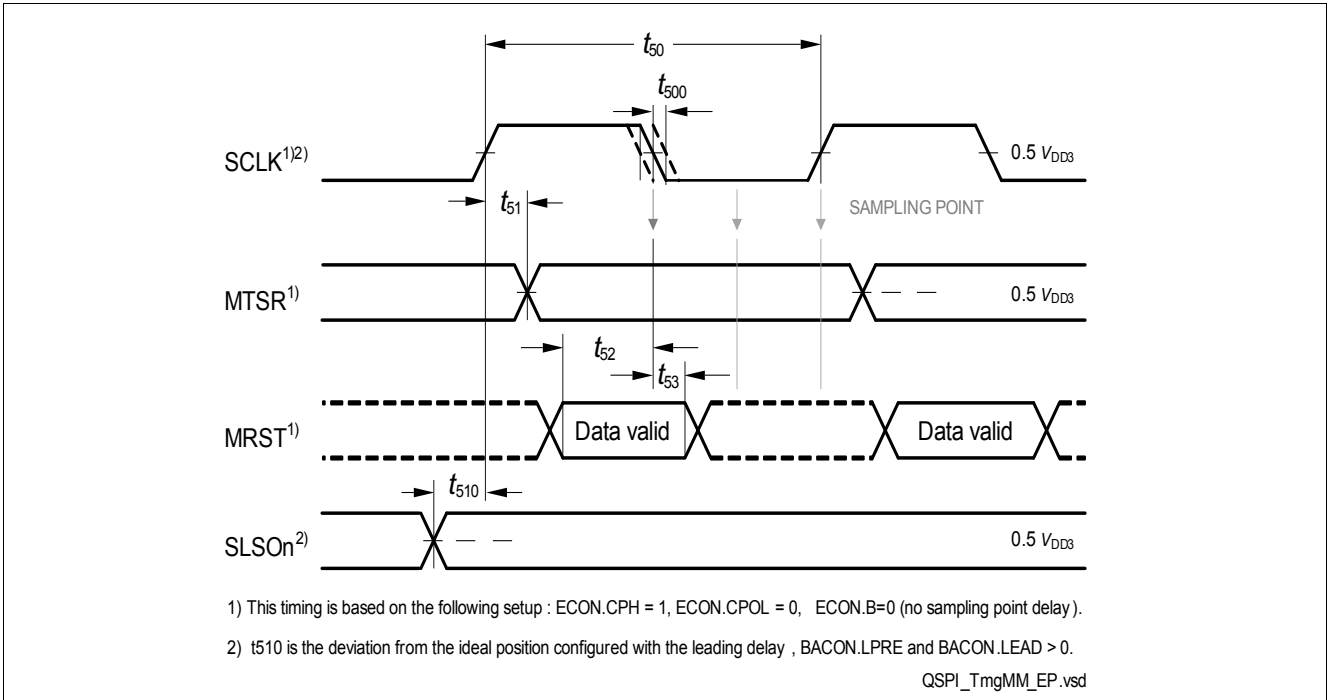 t50
t500
SCLK1)2)
0.5 VDD3
t51
SAMPLING POINT
MTSR1)
0.5 VDD3
t52
t53
MRST1)
Data valid
Data valid
t510
SLSOn2)
0.5 VDD3
1) This timing is based on the following setup : ECON.CPH = 1, ECON.CPOL = 0, ECON.B=0 (no sampling point delay).
2) t510 is the deviation from the ideal position configured with the leading delay , BACON.LPRE and BACON.LEAD > 0.
QSPI_TmgMM_EP.vsd